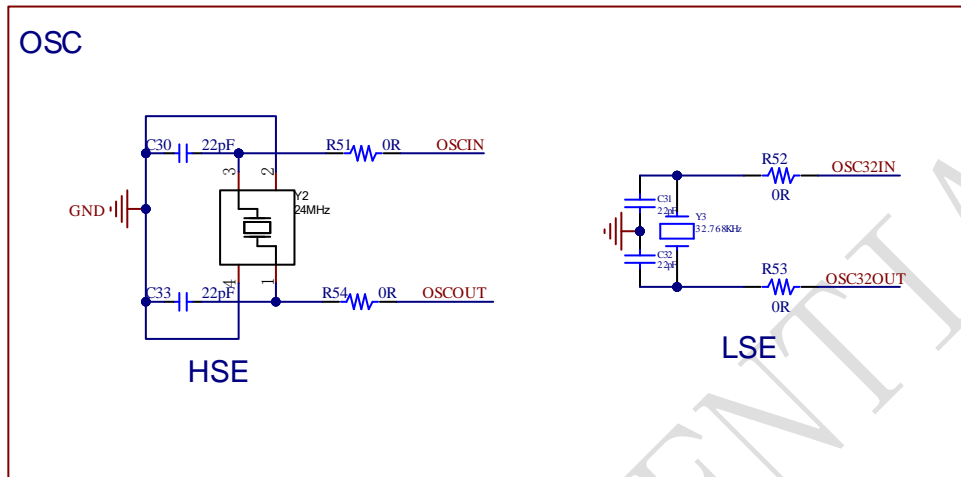 OSC
C30 22pF
R51 0R OSCIN
3 2
Y2
24MHz
GND
4 1
C33 22pF
R54 0R OSCOUT
HSE
R52 OSC32IN
0R
C31
22pF
Y3
32.768KHz
C32
22pF
R53 OSC32OUT
0R
LSE
ENTIA